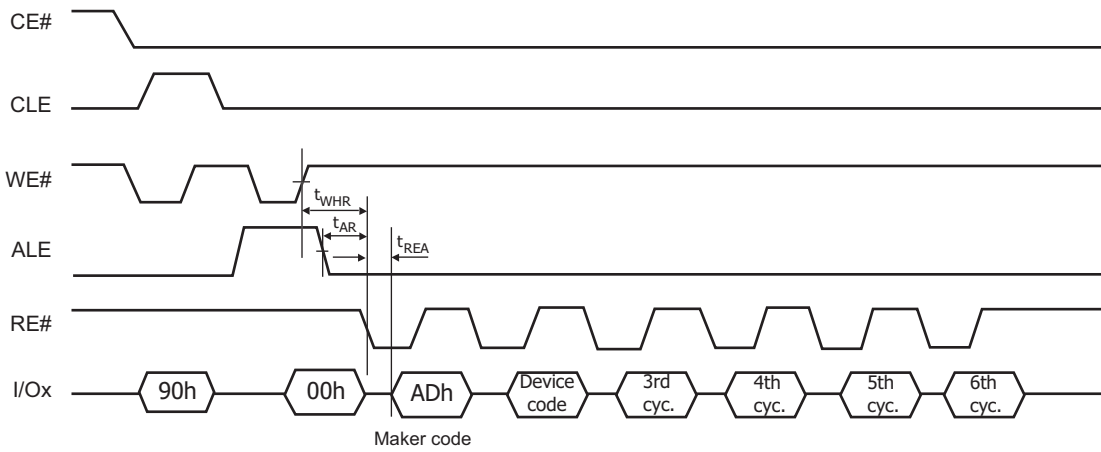 CE#
CLE
WE#
tWHR
tAR
ALE
tREA
RE#
I/Ox
90h
00h
ADh
Device
code
3rd
cyc.
4th
cyc.
5th
cyc.
6th
cyc.
Maker code